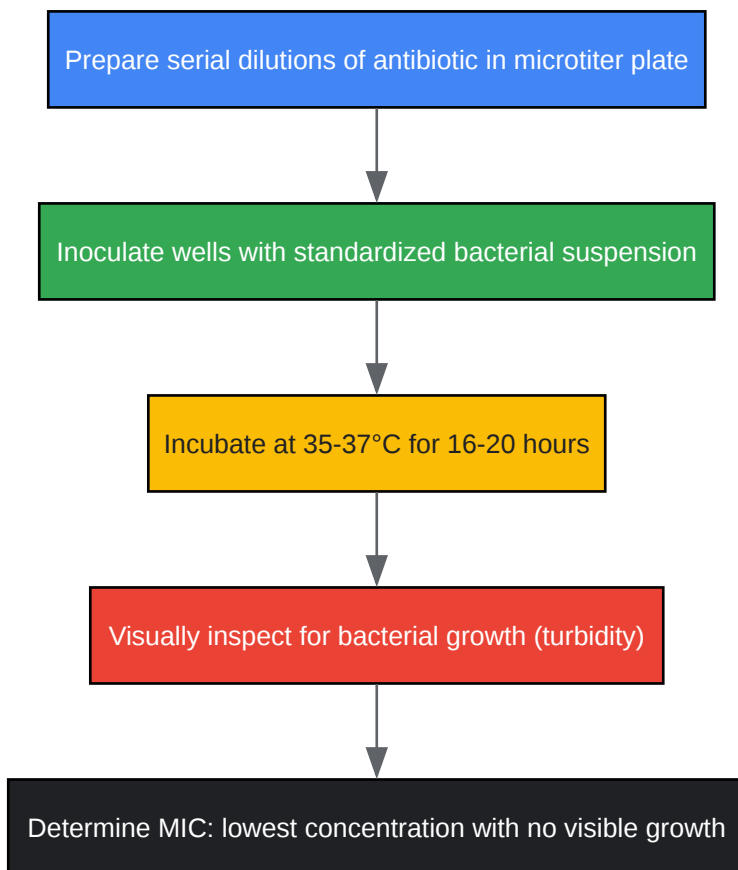 Prepare serial dilutions of antibiotic in microtiter plate
Inoculate wells with standardized bacterial suspension
Incubate at 35-37°C for 16-20 hours
Visually inspect for bacterial growth (turbidity)
Determine MIC: lowest concentration with no visible growth